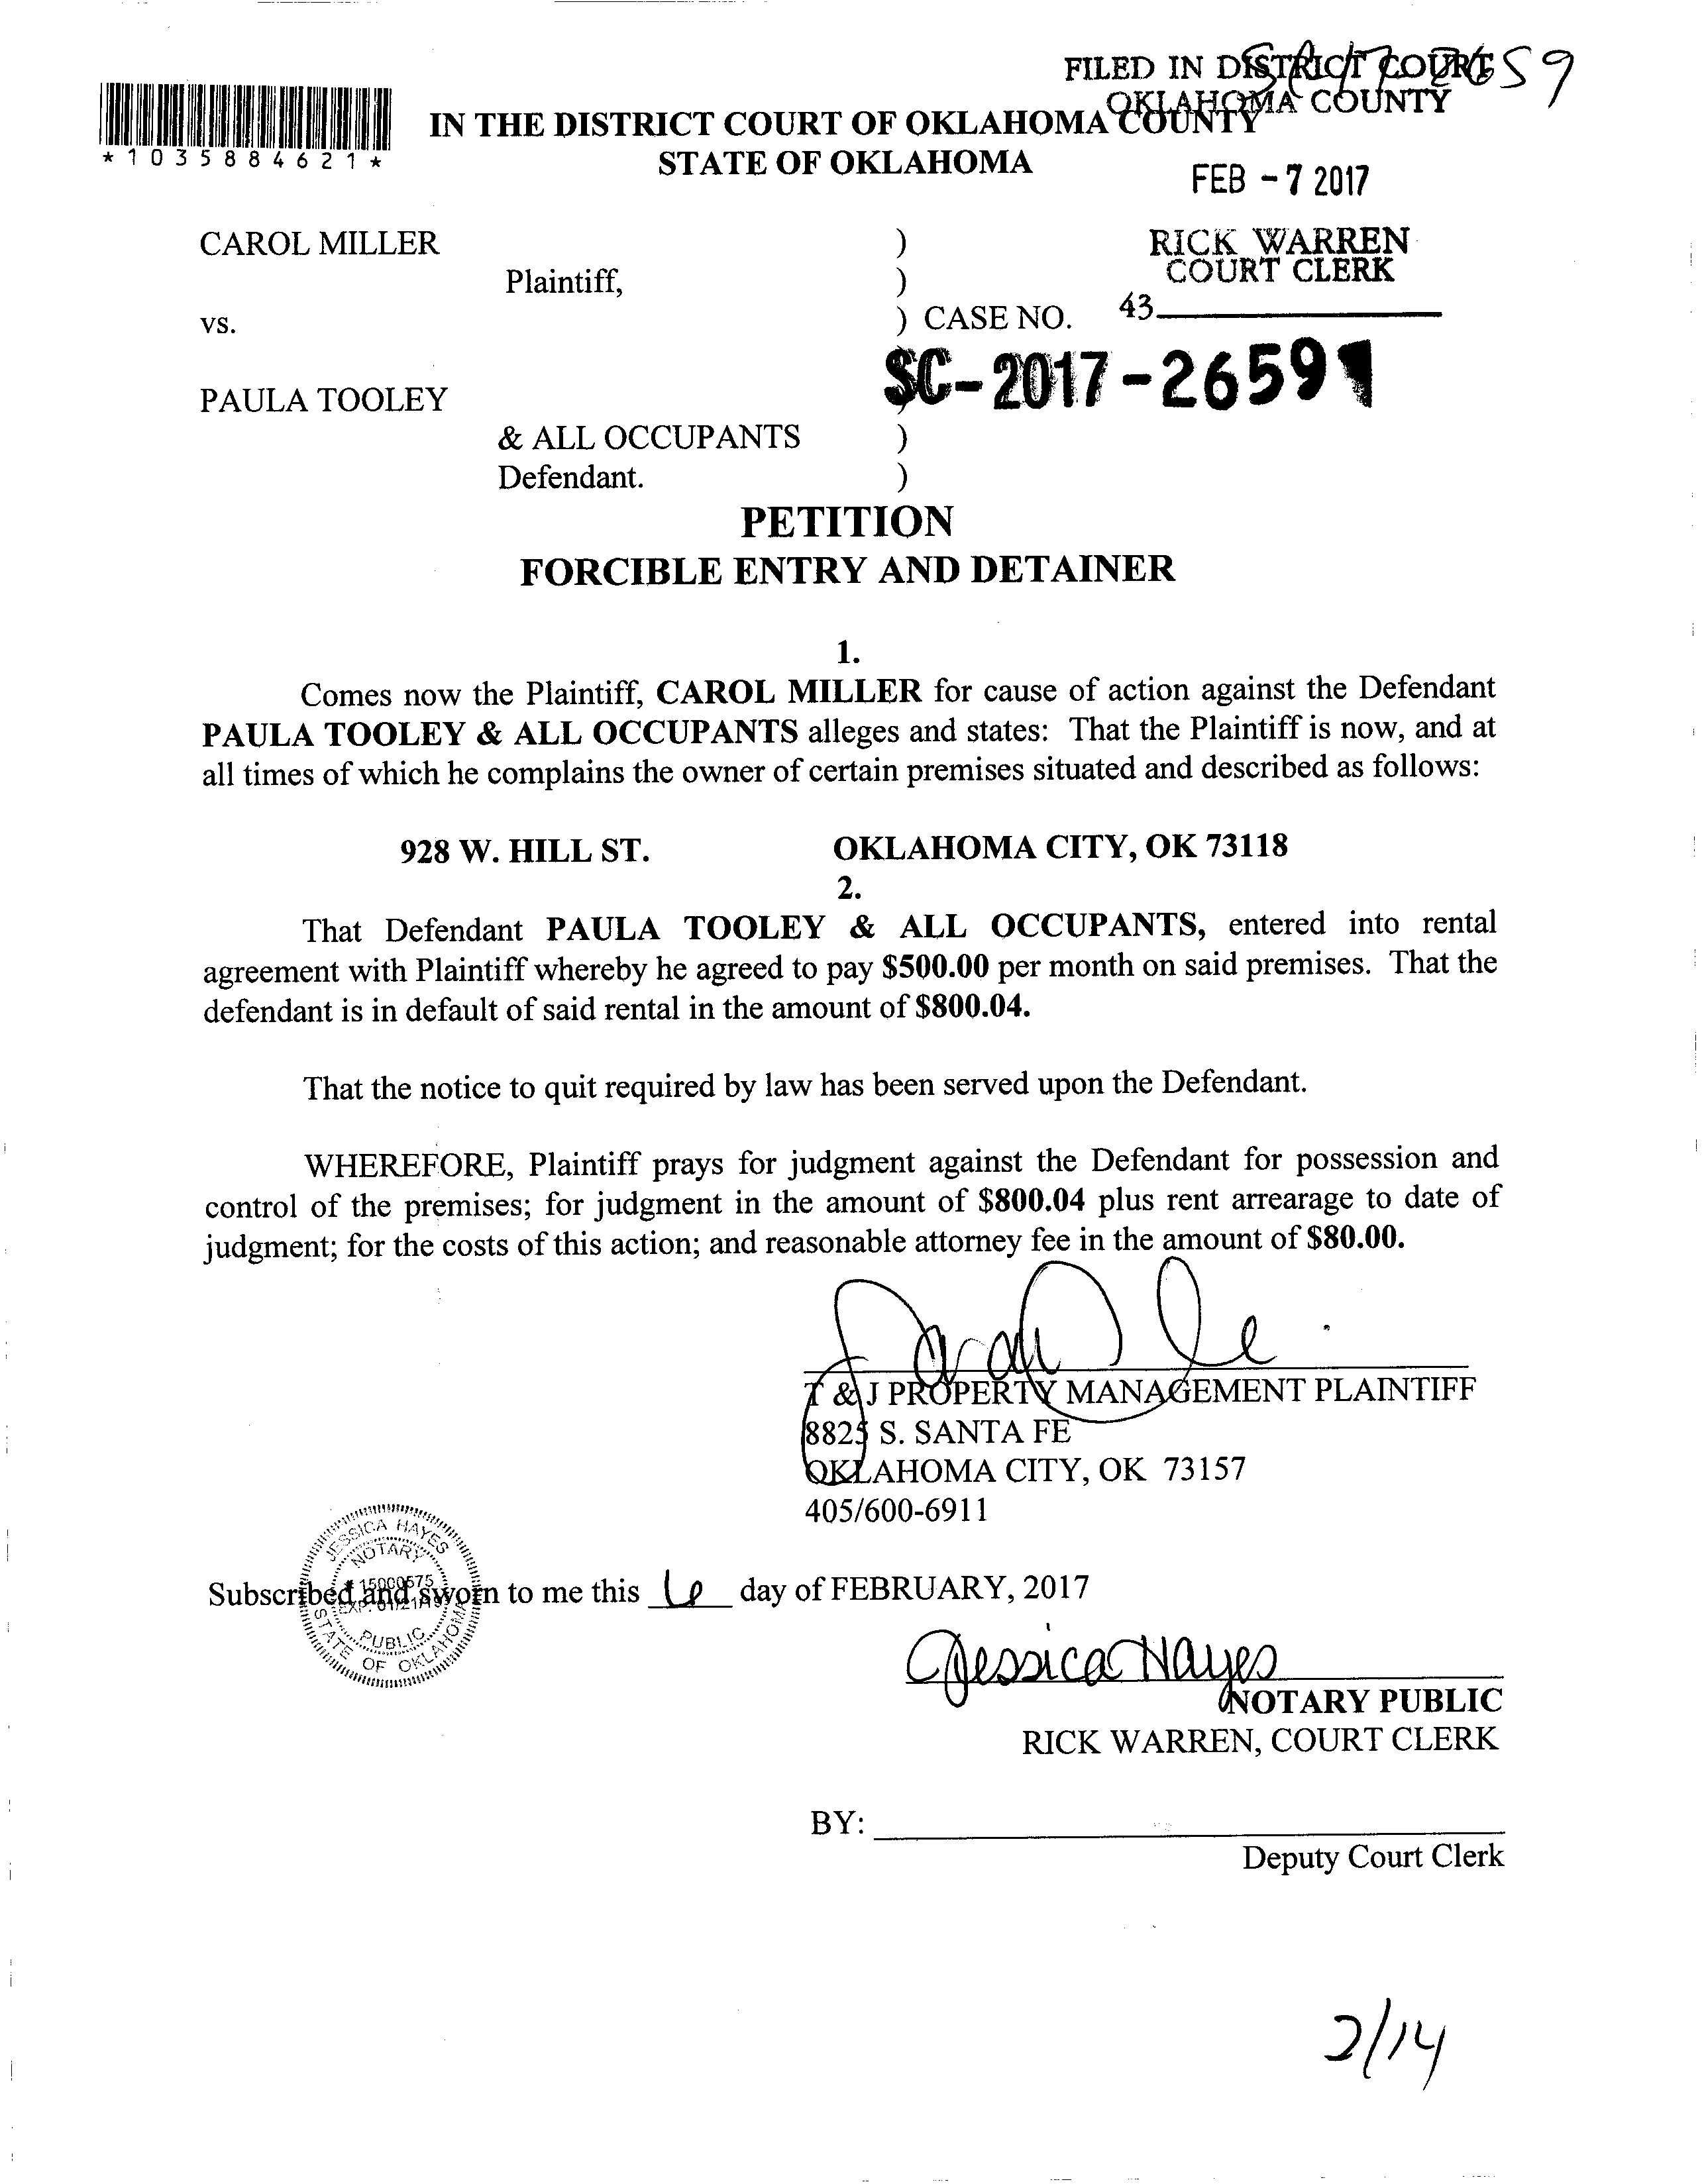 FILED IN DISTRICT COURT
OKLAHOMA COUNTY
*1035884621*
IN THE DISTRICT COURT OF OKLAHOMA COUNTY
STATE OF OKLAHOMA
FEB -7 2017
CAROL MILLER )
Plaintiff, )
RICK WARREN
COURT CLERK
vs. ) CASE NO.
43
SC-2017-2659
PAULA TOOLEY )
& ALL OCCUPANTS )
Defendant. )
PETITION
FORCIBLE ENTRY AND DETAINER
1.
Comes now the Plaintiff, CAROL MILLER for cause of action against the Defendant
PAULA TOOLEY & ALL OCCUPANTS alleges and states: That the Plaintiff is now, and at
all times of which he complains the owner of certain premises situated and described as follows:
928 W. HILL ST. OKLAHOMA CITY, OK 73118
2.
That Defendant PAULA TOOLEY & ALL OCCUPANTS, entered into rental
agreement with Plaintiff whereby he agreed to pay $500.00 per month on said premises. That the
defendant is in default of said rental in the amount of $800.04.
That the notice to quit required by law has been served upon the Defendant.
WHEREFORE, Plaintiff prays for judgment against the Defendant for possession and
control of the premises; for judgment in the amount of $800.04 plus rent arrearage to date of
judgment; for the costs of this action; and reasonable attorney fee in the amount of $80.00.
T & J PROPERTY MANAGEMENT PLAINTIFF
8825 S. SANTA FE
OKLAHOMA CITY, OK 73157
405/600-6911
JESSICA HAYES
NOTARY
# 15000575
EXP. 01/21/19
PUBLIC
STATE OF OKLAHOMA
Subscribed and sworn to me this 6 day of FEBRUARY, 2017
Jessica Hayes
NOTARY PUBLIC
RICK WARREN, COURT CLERK
BY:
Deputy Court Clerk
2/14